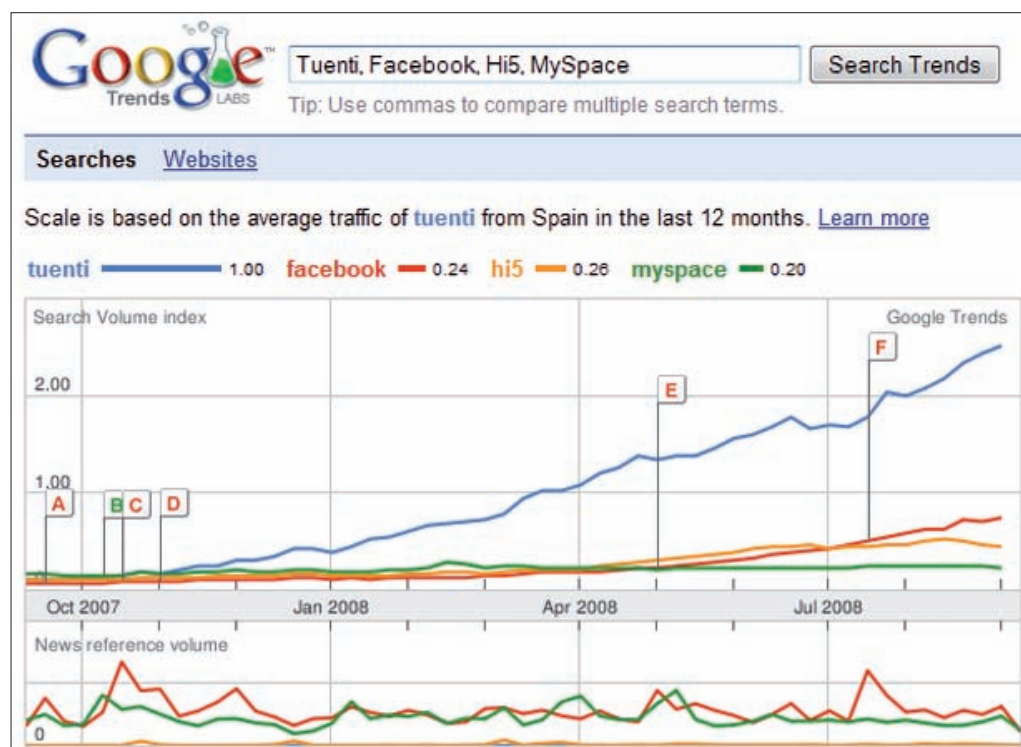 Google™
Trends LABS
Tuenti, Facebook, Hi5, MySpace
Search Trends
Tip: Use commas to compare multiple search terms.
Searches Websites
Scale is based on the average traffic of tuenti from Spain in the last 12 months. Learn more
tuenti 1.00 facebook 0.24 hi5 0.26 myspace 0.20
Search Volume index Google Trends
F
E
2.00
1.00
A B C D
Oct 2007 Jan 2008 Apr 2008 Jul 2008
News reference volume
0